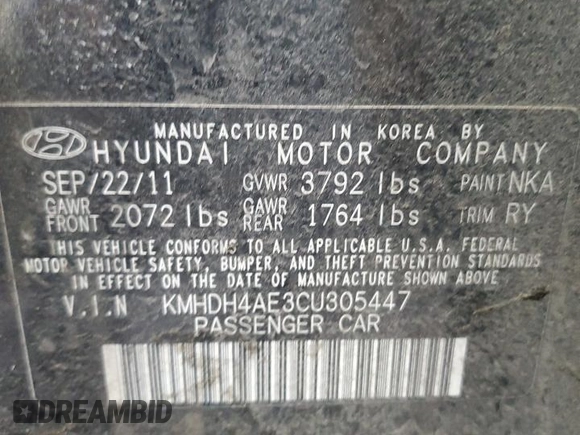 MANUFACTURED IN KOREA BY
HYUNDAI MOTOR COMPANY
SEP/22/11 GVWR 3792 lbs PAINT NKA
GAWR FRONT 2072 lbs GAWR REAR 1764 lbs TRIM RY
THIS VEHICLE CONFORMS TO ALL APPLICABLE U.S.A. FEDERAL
MOTOR VEHICLE SAFETY, BUMPER, AND THEFT PREVENTION STANDARDS
IN EFFECT ON THE DATE OF MANUFACTURE SHOWN ABOVE
V.I.N KMHDH4AE3CU305447
PASSENGER CAR
DREAMBID